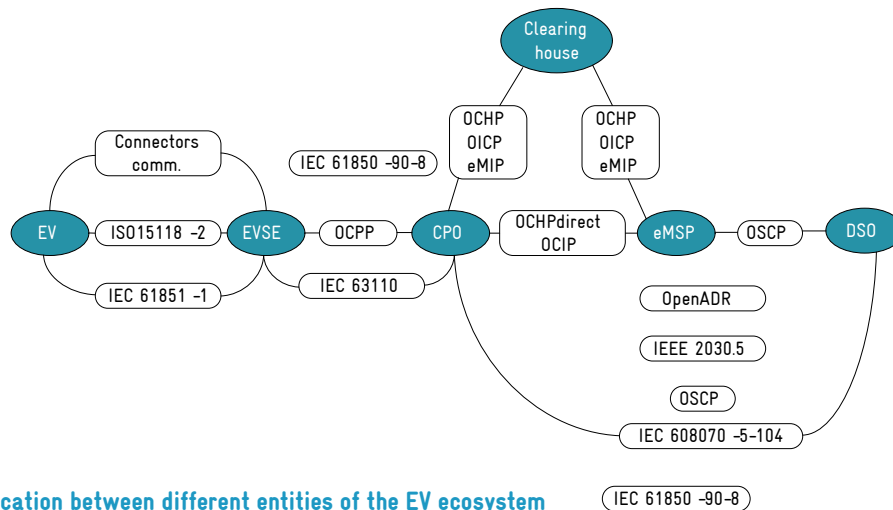 Clearing
house
OCHP
OICP
eMIP
OCHP
OICP
eMIP
Connectors
comm.
IEC 61850 -90-8
EV
ISO15118 -2
EVSE
OCPP
CPO
OCHPdirect
OCIP
eMSP
OSCP
DSO
IEC 61851 -1
IEC 63110
OpenADR
IEEE 2030.5
OSCP
IEC 608070 -5-104
cation between different entities of the EV ecosystem
IEC 61850 -90-8